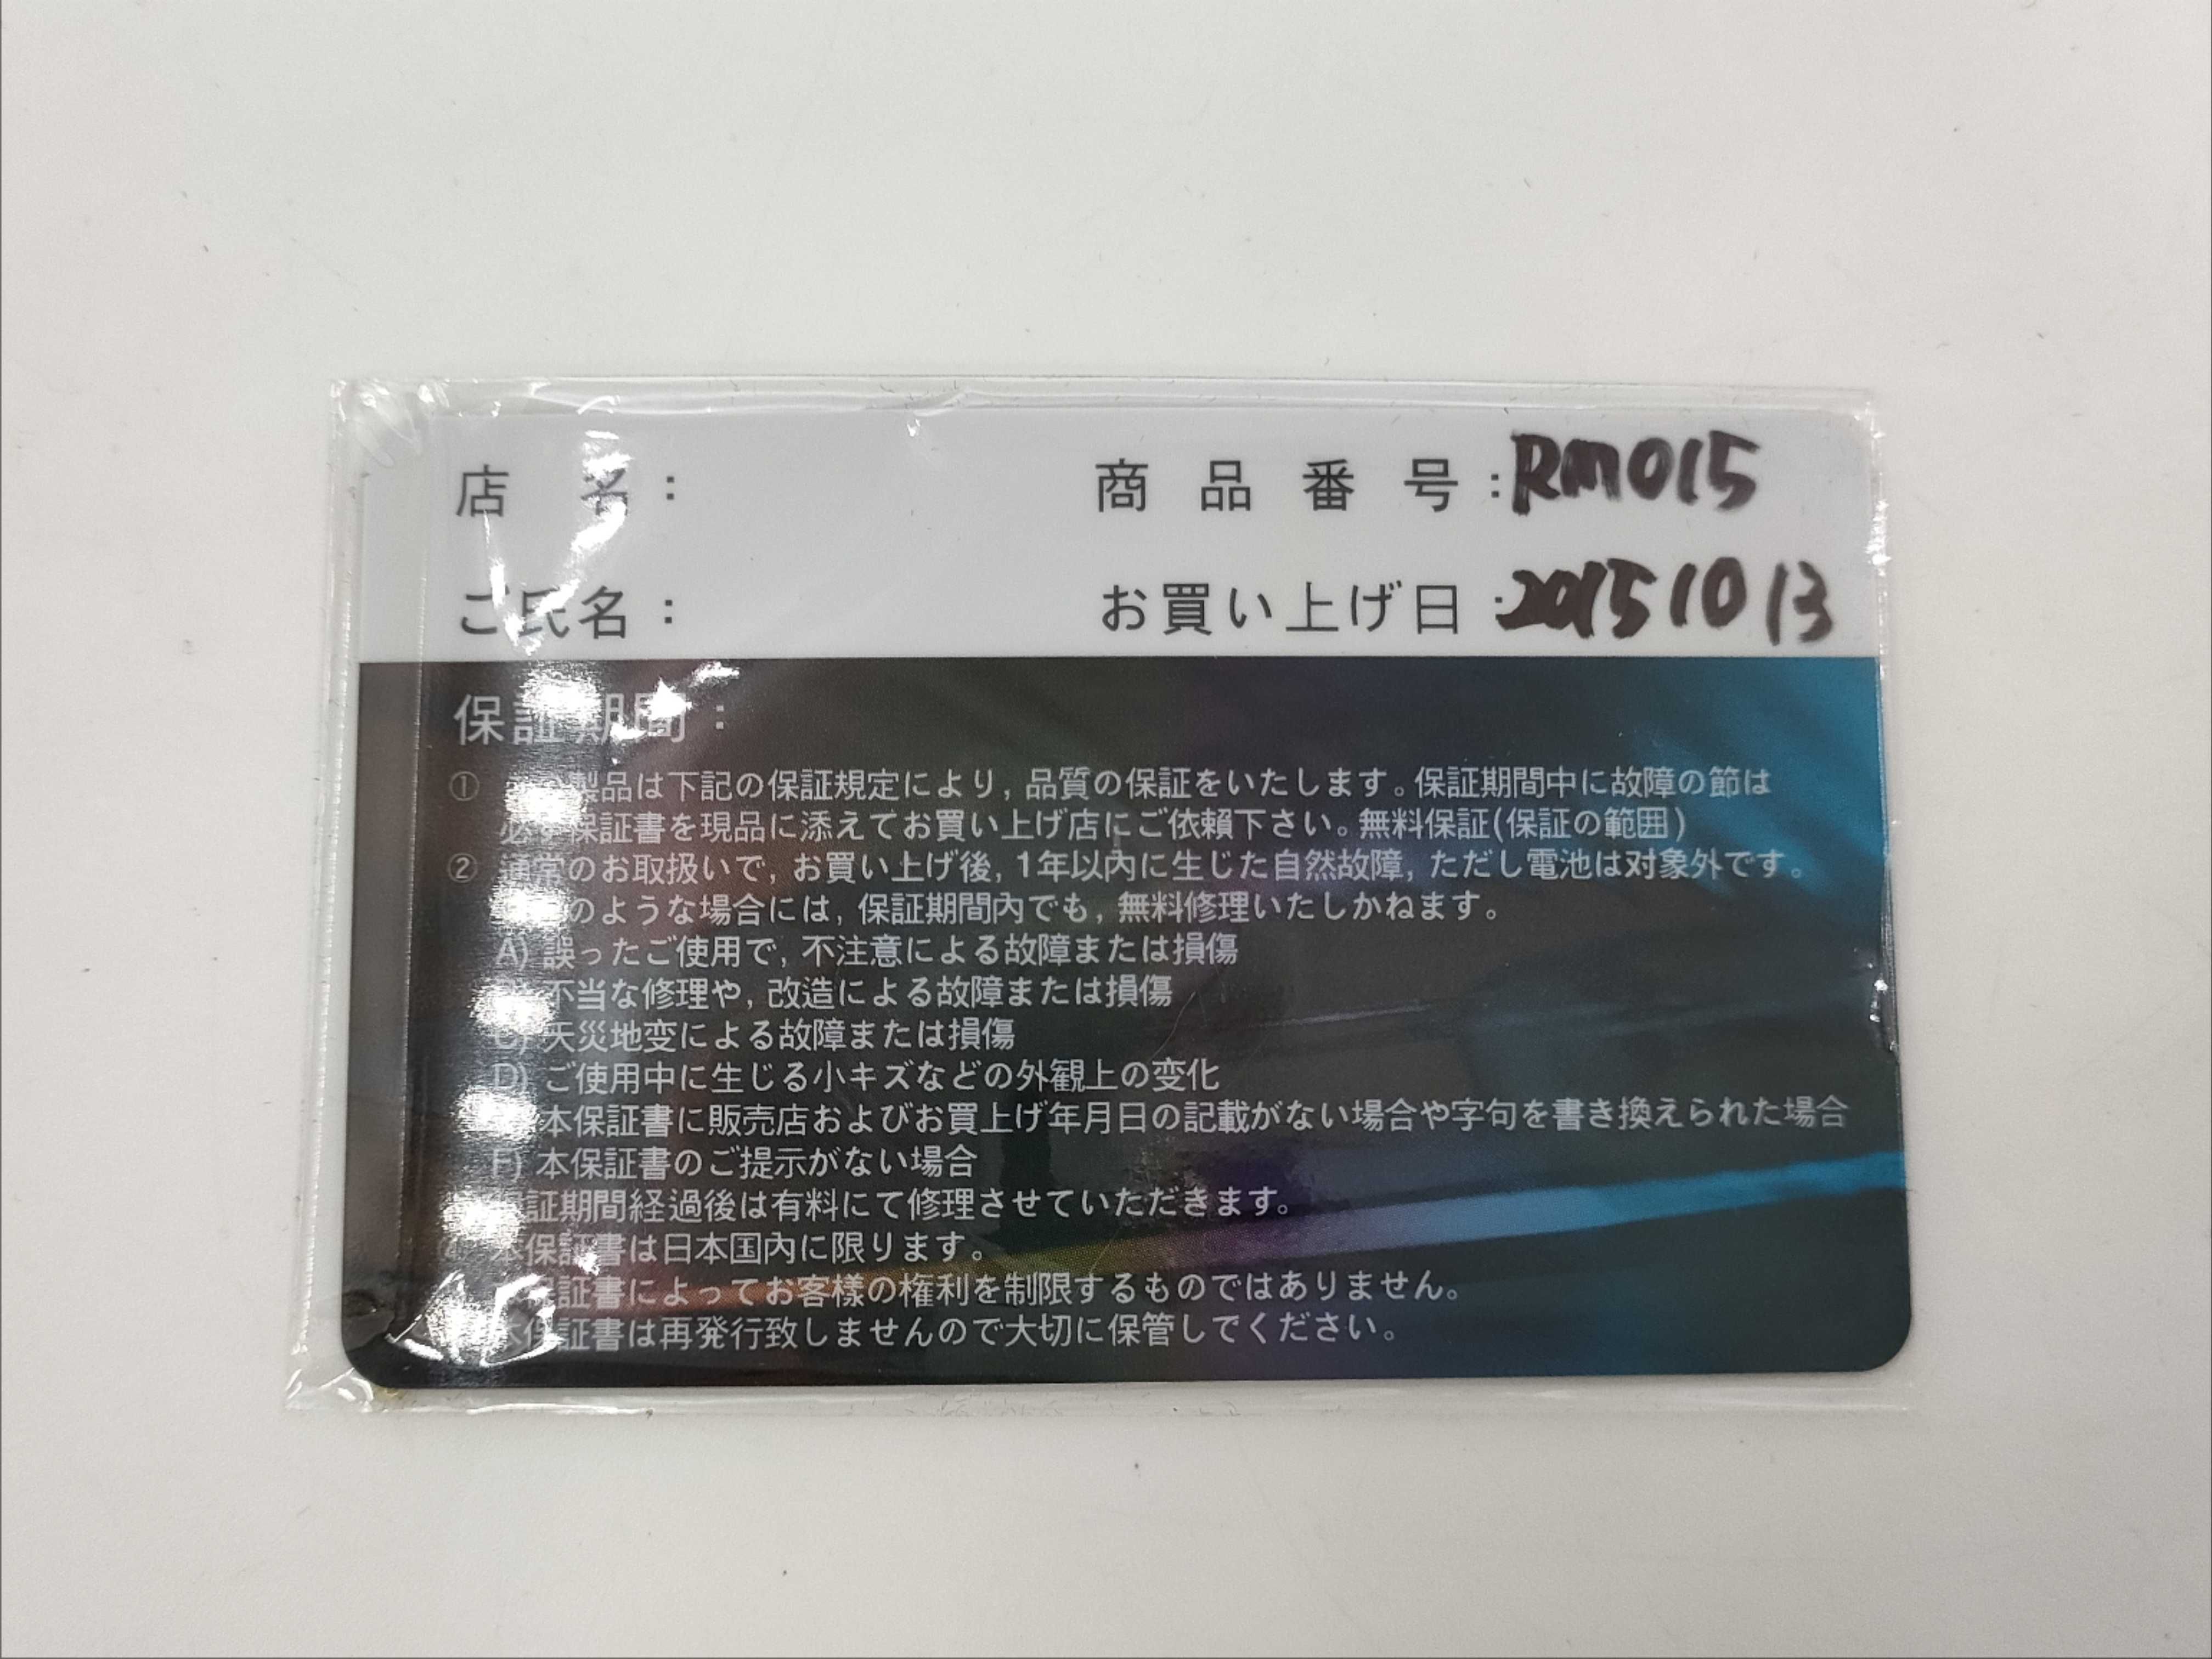 店 名: 商品番号:RM015
ご氏名: お買い上げ日:2015 10 13
保証期間:
① 製品は下記の保証規定により, 品質の保証をいたします。保証期間中に故障の節は
必ず保証書を現品に添えてお買い上げ店にご依頼下さい。無料保証(保証の範囲)
② 通常のお取扱いで, お買い上げ後, 1年以内に生じた自然故障, ただし電池は対象外です。
のような場合には, 保証期間内でも, 無料修理いたしかねます。
A) 誤ったご使用で, 不注意による故障または損傷
不当な修理や, 改造による故障または損傷
C) 天災地変による故障または損傷
D) ご使用中に生じる小キズなどの外観上の変化
本保証書に販売店およびお買上げ年月日の記載がない場合や字句を書き換えられた場合
F) 本保証書のご提示がない場合
保証期間経過後は有料にて修理させていただきます。
本保証書は日本国内に限ります。
保証書によってお客様の権利を制限するものではありません。
本保証書は再発行致しませんので大切に保管してください。